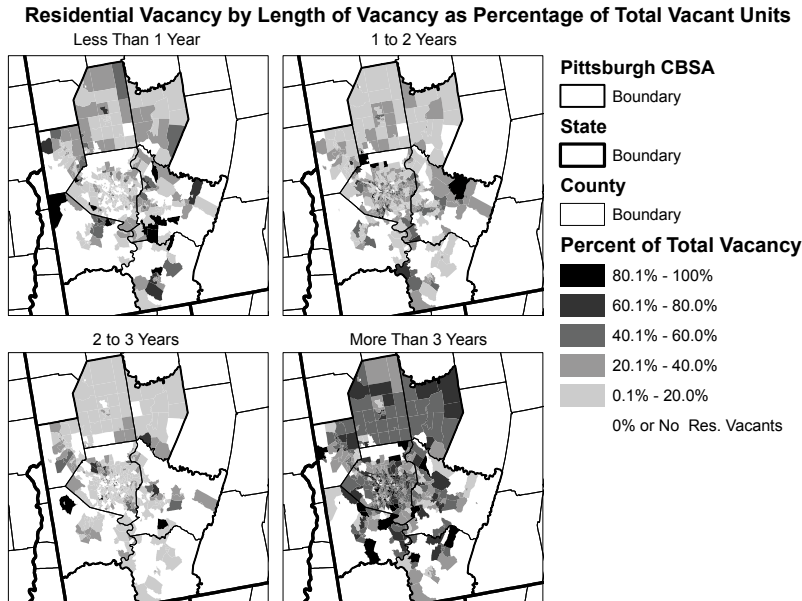 Residential Vacancy by Length of Vacancy as Percentage of Total Vacant Units
Less Than 1 Year
1 to 2 Years
2 to 3 Years
More Than 3 Years
Pittsburgh CBSA
Boundary
State
Boundary
County
Boundary
Percent of Total Vacancy
80.1% - 100%
60.1% - 80.0%
40.1% - 60.0%
20.1% - 40.0%
0.1% - 20.0%
0% or No Res. Vacants